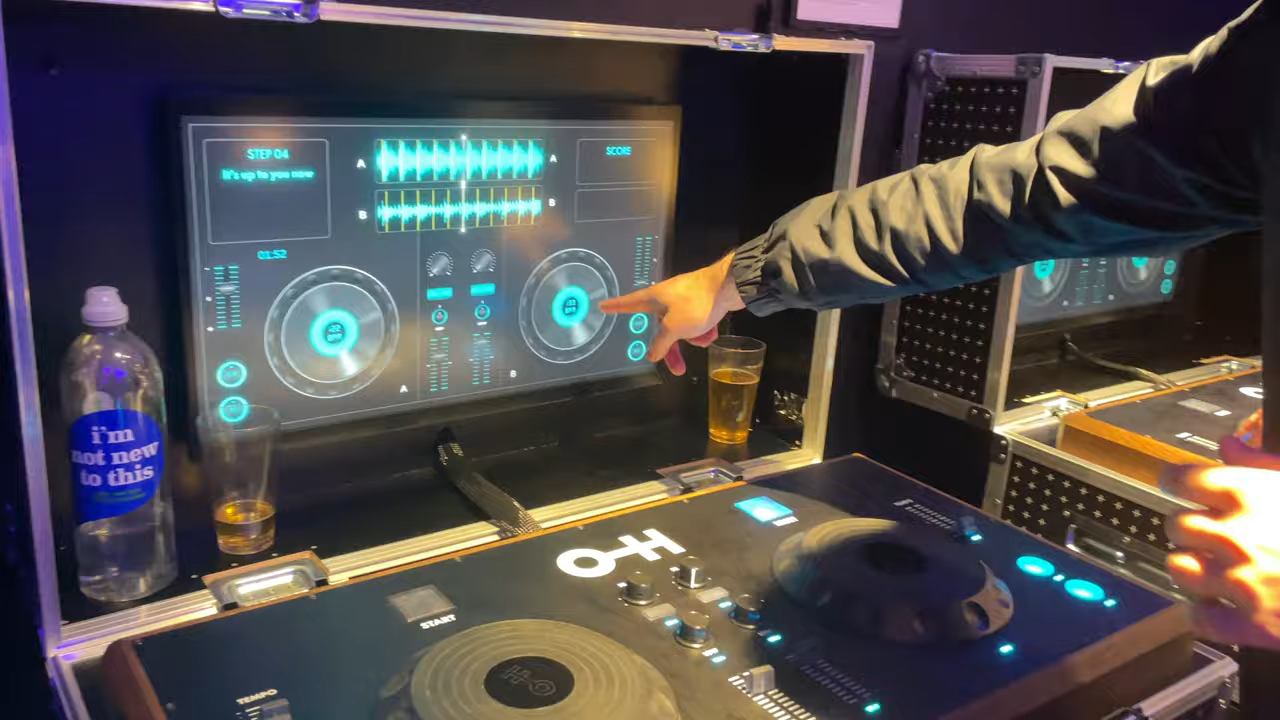 STEP 04
It's up to you now
A
A
SCORE
B
B
01:52
A
B
i'm
not new
to this
START
TEMPO